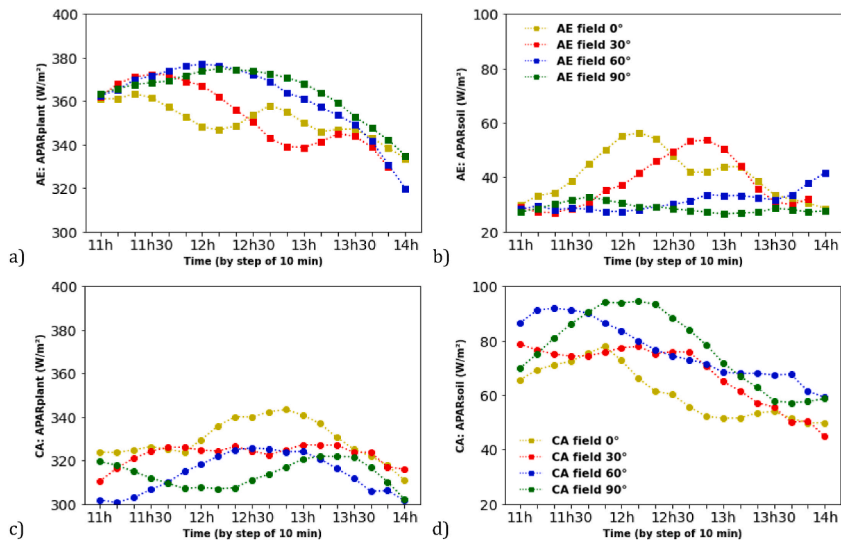 400
380
360
340
320
300
AE: APARplant (W/m²)
11h 11h30 12h 12h30 13h 13h30 14h
Time (by step of 10 min)
a)
100
80
60
40
20
AE: APARsoil (W/m²)
AE field 0°
AE field 30°
AE field 60°
AE field 90°
11h 11h30 12h 12h30 13h 13h30 14h
Time (by step of 10 min)
b)
400
380
360
340
320
300
CA: APARplant (W/m²)
11h 11h30 12h 12h30 13h 13h30 14h
Time (by step of 10 min)
c)
100
80
60
40
20
CA: APARsoil (W/m²)
CA field 0°
CA field 30°
CA field 60°
CA field 90°
11h 11h30 12h 12h30 13h 13h30 14h
Time (by step of 10 min)
d)